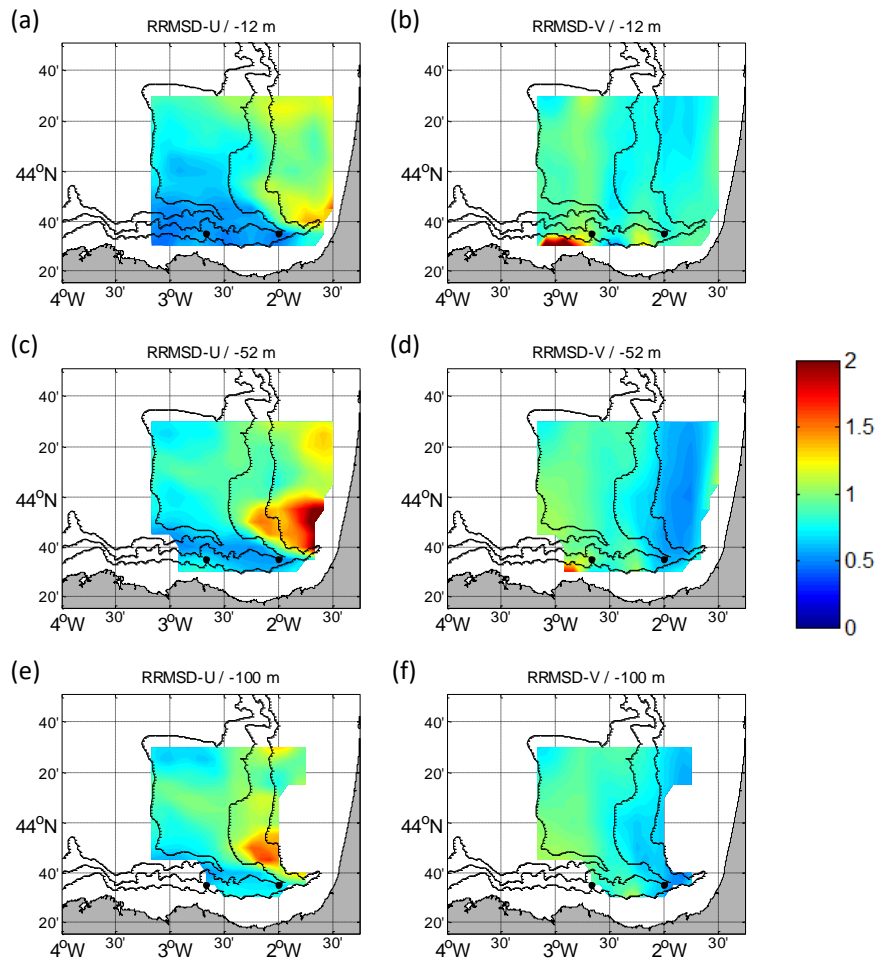 (a)
(b)
RRMSD-U / -12 m
RRMSD-V / -12 m
40'
20'
44°N
40'
20'
4°W 30' 3°W 30' 2°W 30'
40'
20'
44°N
40'
20'
4°W 30' 3°W 30' 2°W 30'
(c)
(d)
RRMSD-U / -52 m
RRMSD-V / -52 m
40'
20'
44°N
40'
20'
4°W 30' 3°W 30' 2°W 30'
40'
20'
44°N
40'
20'
4°W 30' 3°W 30' 2°W 30'
2
1.5
1
0.5
0
(e)
(f)
RRMSD-U / -100 m
RRMSD-V / -100 m
40'
20'
44°N
40'
20'
4°W 30' 3°W 30' 2°W 30'
40'
20'
44°N
40'
20'
4°W 30' 3°W 30' 2°W 30'